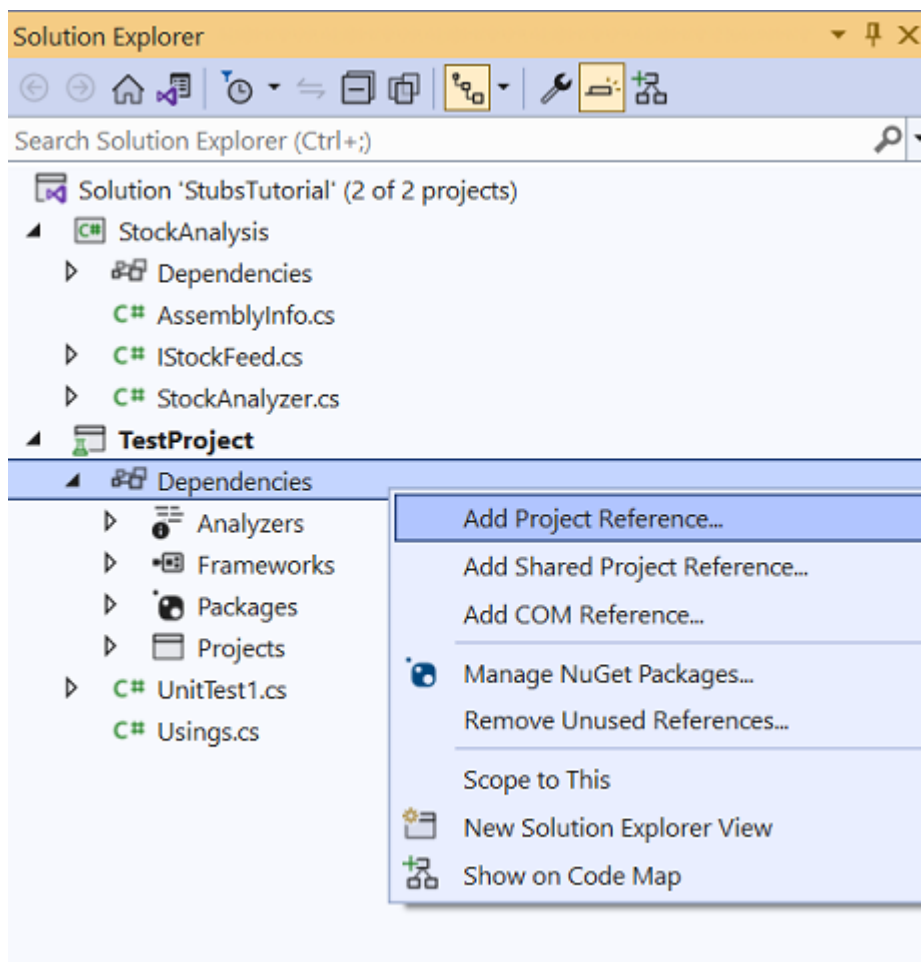 Solution Explorer
Search Solution Explorer (Ctrl+;)
Solution 'StubsTutorial' (2 of 2 projects)
C# StockAnalysis
Dependencies
C# AssemblyInfo.cs
C# IStockFeed.cs
C# StockAnalyzer.cs
TestProject
Dependencies
Analyzers
Frameworks
Packages
Projects
C# UnitTest1.cs
C# Usings.cs
Add Project Reference...
Add Shared Project Reference...
Add COM Reference...
Manage NuGet Packages...
Remove Unused References...
Scope to This
New Solution Explorer View
Show on Code Map